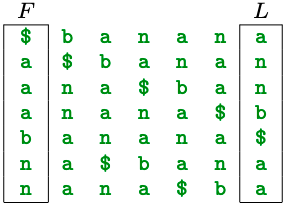 F L
$ b a n a n a
a $ b a n a n
a n a $ b a n
a n a n a $ b
b a n a n a $
n a $ b a n a
n a n a $ b a